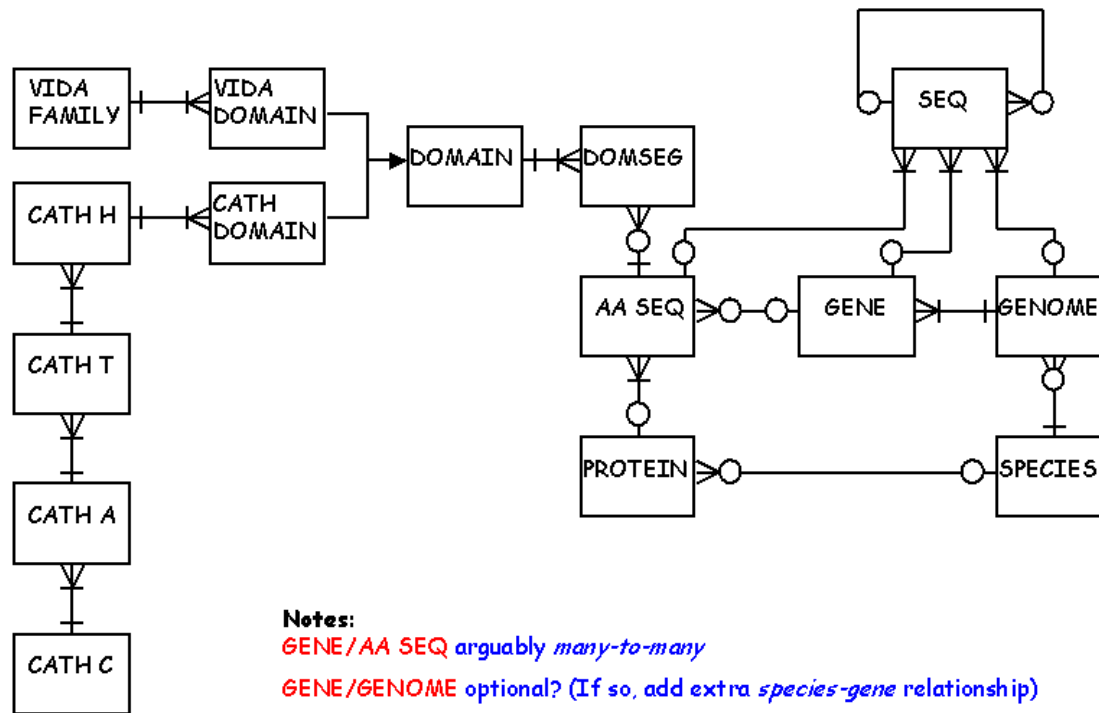 SEQ
VIDA
FAMILY
VIDA
DOMAIN
DOMAIN
DOMSEG
CATH H
CATH
DOMAIN
AA SEQ
GENE
GENOME
CATH T
PROTEIN
SPECIES
CATH A
CATH C
Notes:
GENE/AA SEQ arguably many-to-many
GENE/GENOME optional? (If so, add extra species-gene relationship)